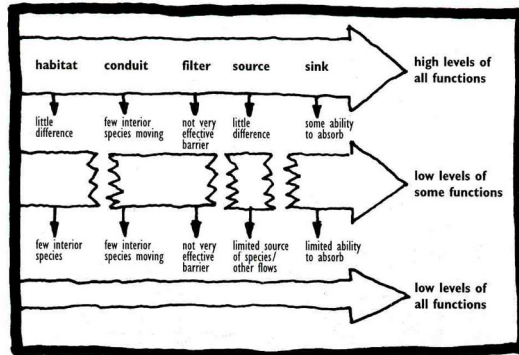 habitat conduit filter source sink
high levels of
all functions
little
difference
few interior
species moving
not very
effective
barrier
little
difference
some ability
to absorb
low levels of
some functions
few interior
species
few interior
species moving
not very
effective
barrier
limited source
of species/
other flows
limited ability
to absorb
low levels of
all functions